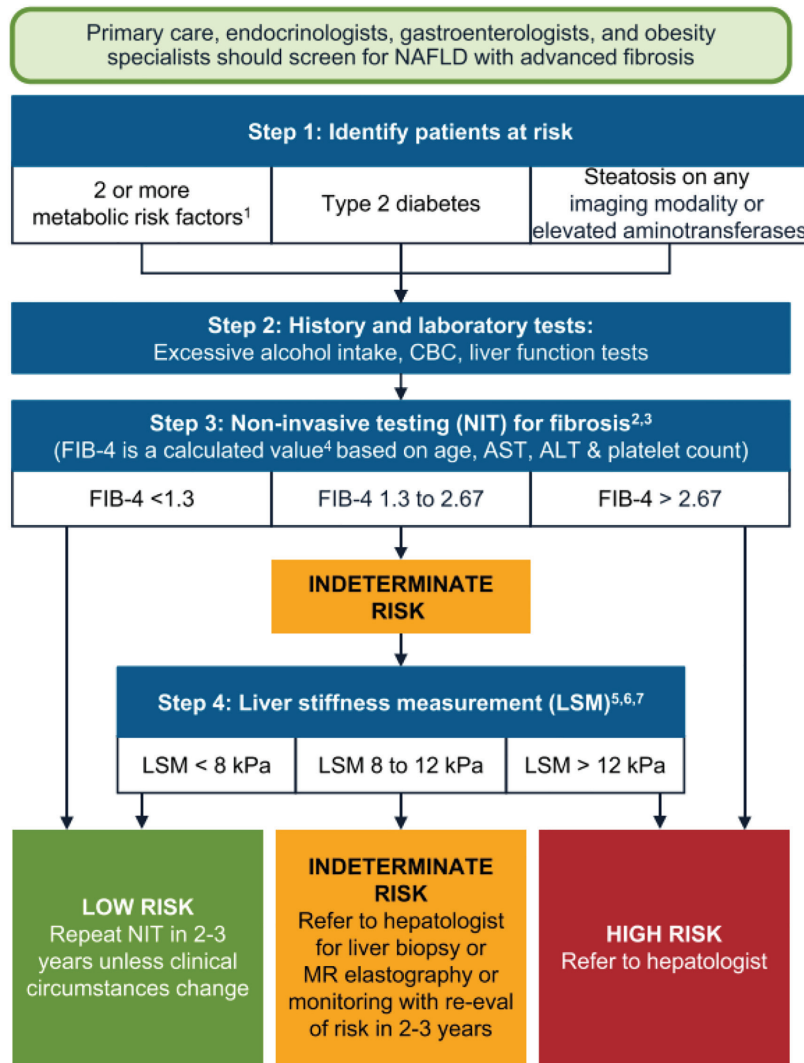 Primary care, endocrinologists, gastroenterologists, and obesity
specialists should screen for NAFLD with advanced fibrosis
Step 1: Identify patients at risk
2 or more
metabolic risk factors¹
Type 2 diabetes
Steatosis on any
imaging modality or
elevated aminotransferases
Step 2: History and laboratory tests:
Excessive alcohol intake, CBC, liver function tests
Step 3: Non-invasive testing (NIT) for fibrosis²,³
(FIB-4 is a calculated value⁴ based on age, AST, ALT & platelet count)
FIB-4 <1.3
FIB-4 1.3 to 2.67
FIB-4 > 2.67
INDETERMINATE
RISK
Step 4: Liver stiffness measurement (LSM)⁵,⁶,⁷
LSM < 8 kPa
LSM 8 to 12 kPa
LSM > 12 kPa
LOW RISK
Repeat NIT in 2-3
years unless clinical
circumstances change
INDETERMINATE
RISK
Refer to hepatologist
for liver biopsy or
MR elastography or
monitoring with re-eval
of risk in 2-3 years
HIGH RISK
Refer to hepatologist